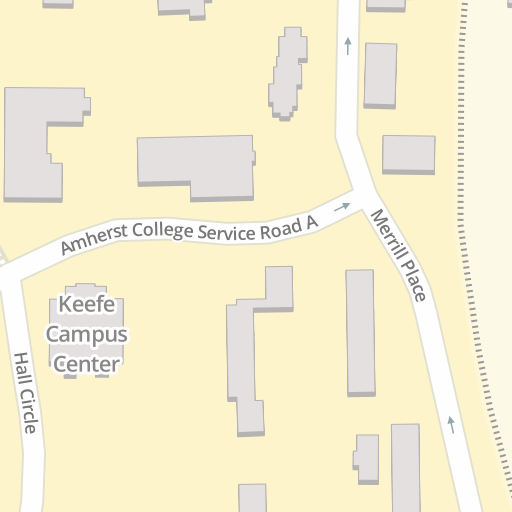 Amherst College Service Road A
Merrill Place
Keefe
Campus
Center
Hall Circle